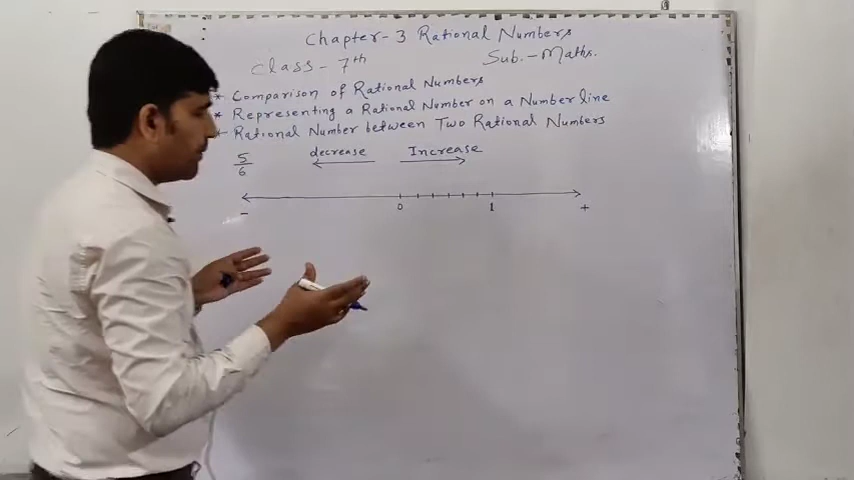 Chapter-3 Rational Numbers
Class-7th Sub.-Maths.
* Comparison of Rational Numbers
* Representing a Rational Number on a Number line
* Rational Number between Two Rational Numbers
5/6 decrease Increase
0 1
- +